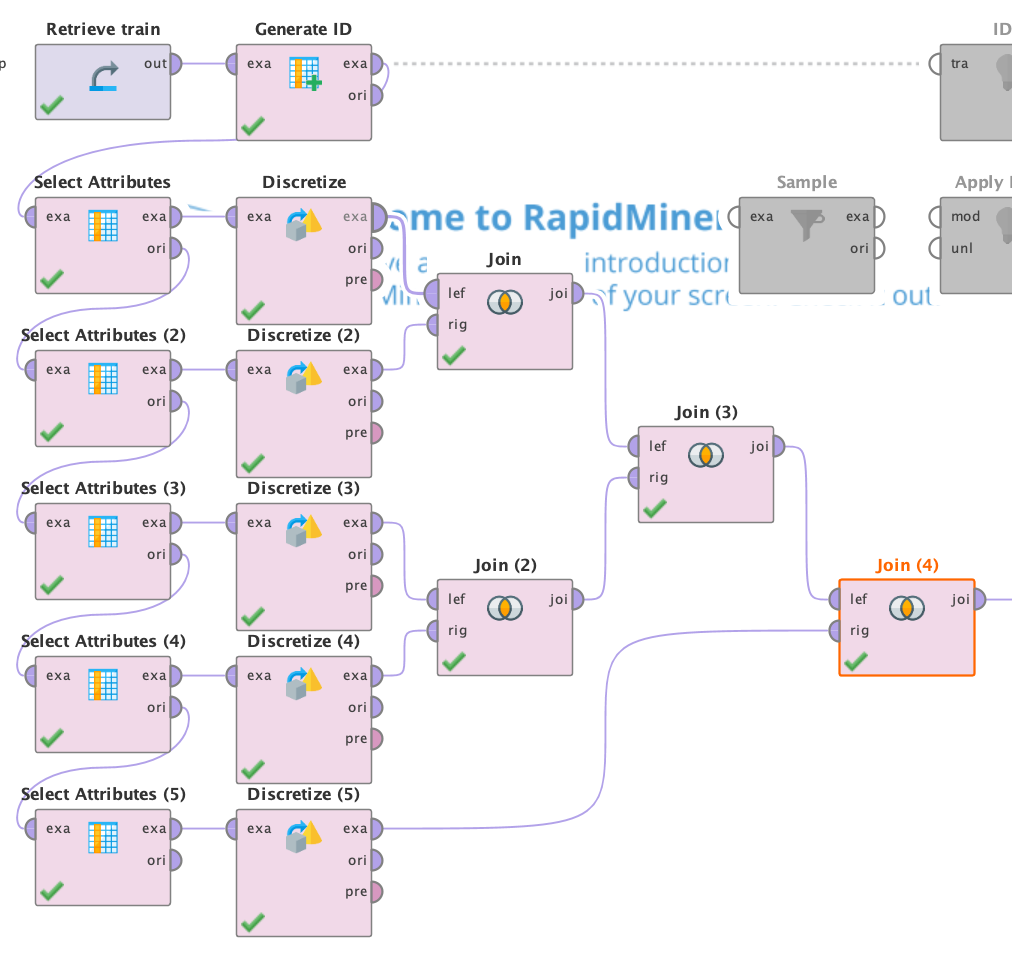 Retrieve train
Generate ID
ID
p
out
exa
exa
tra
ori
Select Attributes
Discretize
Sample
Apply
exa
exa
exa
exa
ome to RapidMiner
exa
exa
mod
ori
ori
ori
unl
Join
introduction
pre
lef
joi
of your scre
out
rig
Select Attributes (2)
Discretize (2)
exa
exa
exa
exa
ori
ori
Join (3)
pre
lef
joi
rig
Select Attributes (3)
Discretize (3)
exa
exa
exa
exa
ori
ori
Join (2)
Join (4)
pre
lef
joi
lef
joi
rig
rig
Select Attributes (4)
Discretize (4)
exa
exa
exa
exa
ori
ori
pre
Select Attributes (5)
Discretize (5)
exa
exa
exa
exa
ori
ori
pre